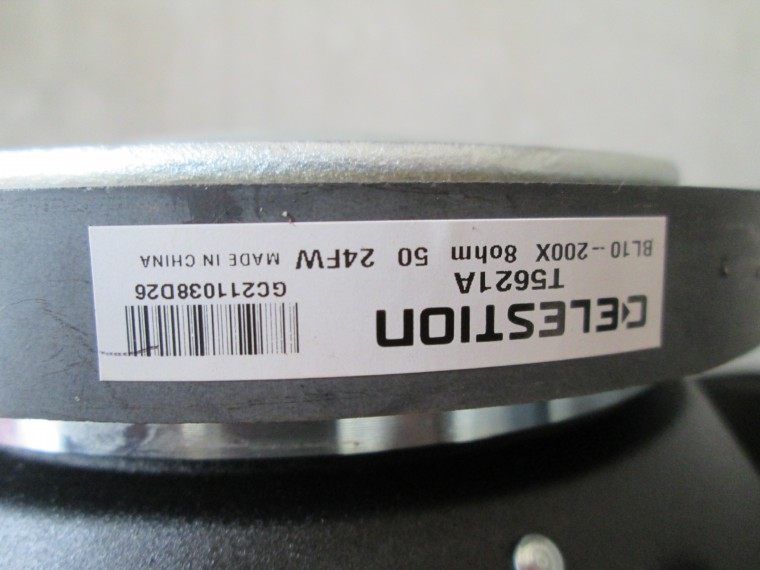 CELESTION
T5621A
BL10--200X 8ohm 50 24FW MADE IN CHINA
GC211038D26